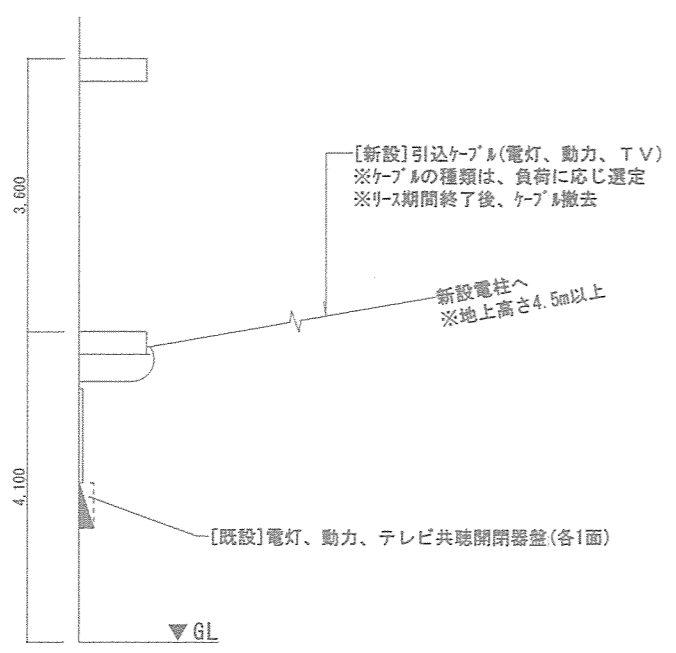 3,600
[新設]引込ｹｰﾌﾞﾙ(電灯、動力、ＴＶ)
※ｹｰﾌﾞﾙの種類は、負荷に応じ選定
※ﾘｰｽ期間終了後、ｹｰﾌﾞﾙ撤去
新設電柱へ
※地上高さ4.5m以上
4,100
[既設]電灯、動力、テレビ共聴開閉器盤(各1面)
▼GL